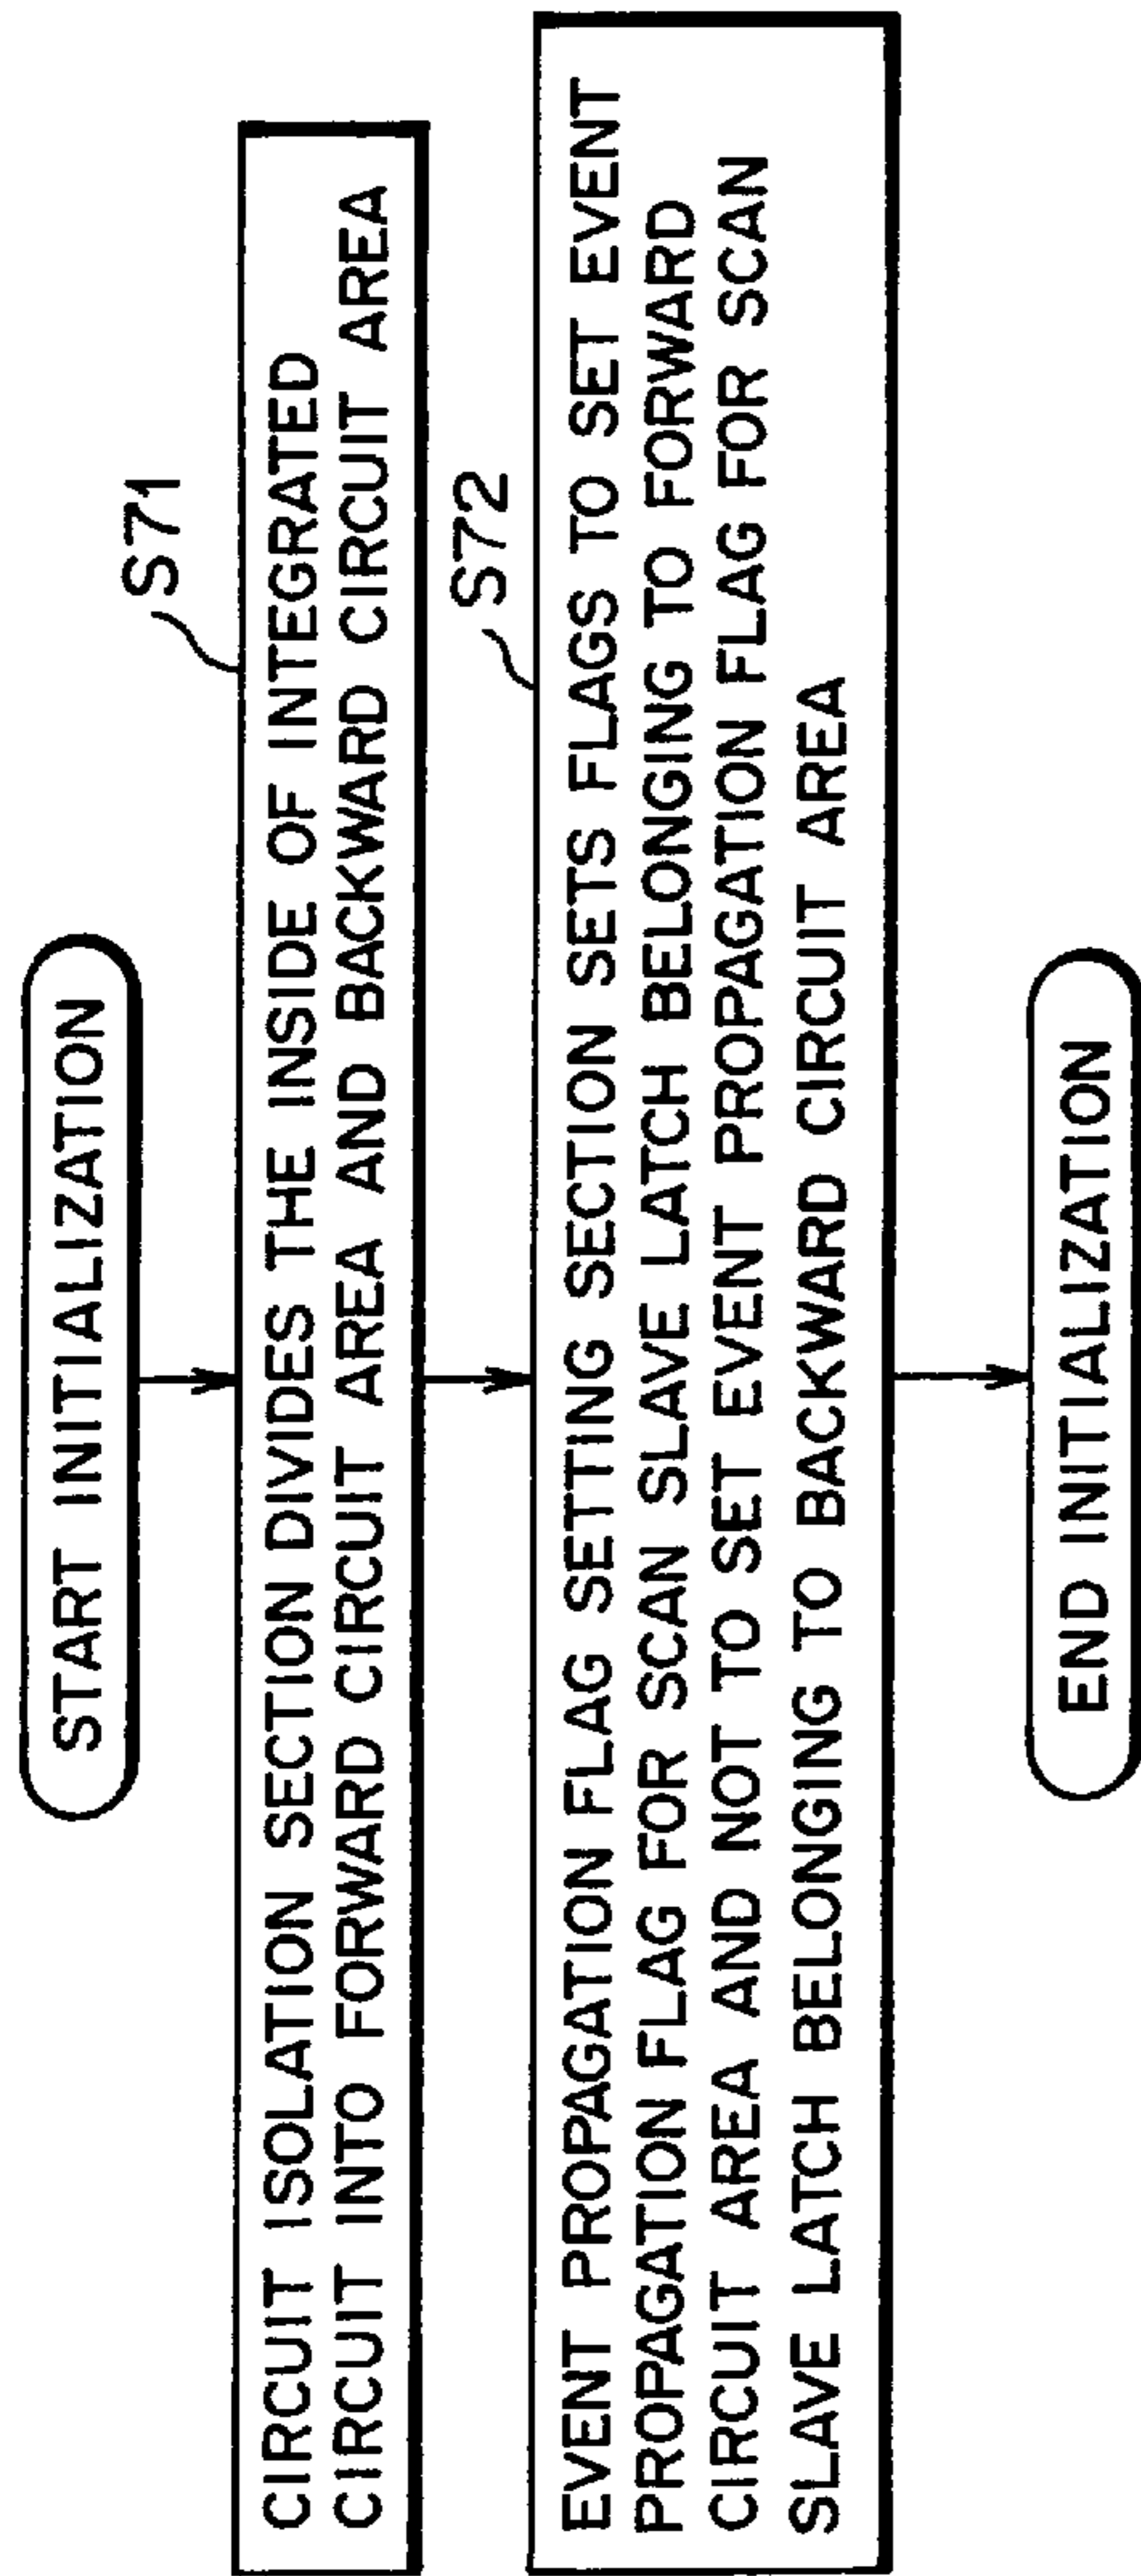 START INITIALIZATION
S71
CIRCUIT ISOLATION SECTION DIVIDES THE INSIDE OF INTEGRATED
CIRCUIT INTO FORWARD CIRCUIT AREA AND BACKWARD CIRCUIT AREA
S72
EVENT PROPAGATION FLAG SETTING SECTION SETS FLAGS TO SET EVENT
PROPAGATION FLAG FOR SCAN SLAVE LATCH BELONGING TO FORWARD
CIRCUIT AREA AND NOT TO SET EVENT PROPAGATION FLAG FOR SCAN
SLAVE LATCH BELONGING TO BACKWARD CIRCUIT AREA
END INITIALIZATION